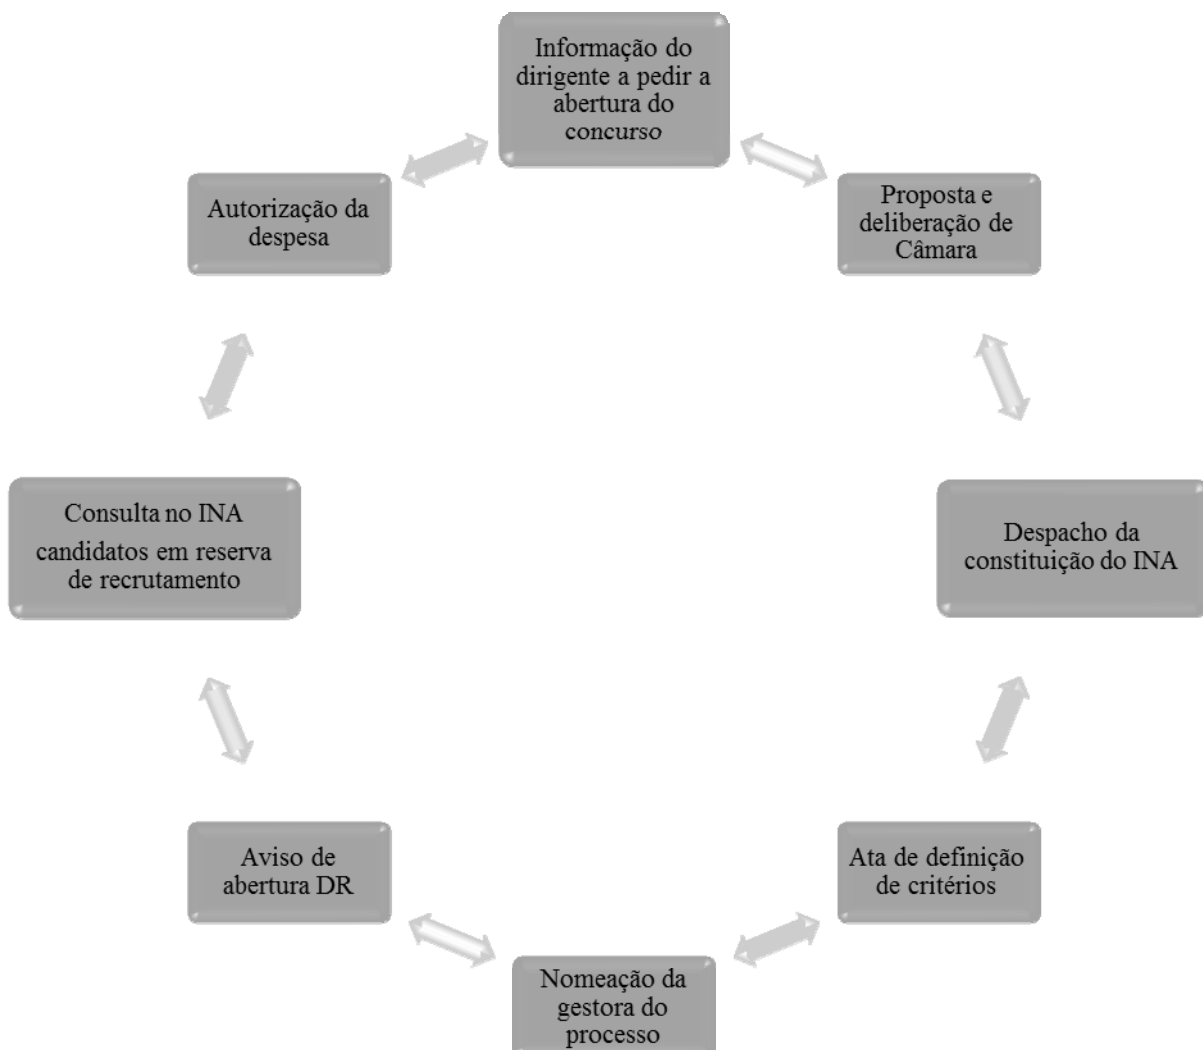 Informação do
dirigente a pedir a
abertura do
concurso
Proposta e
deliberação de
Câmara
Despacho da
constituição do INA
Ata de definição
de critérios
Nomeação da
gestora do
processo
Aviso de
abertura DR
Consulta no INA
candidatos em reserva
de recrutamento
Autorização da
despesa